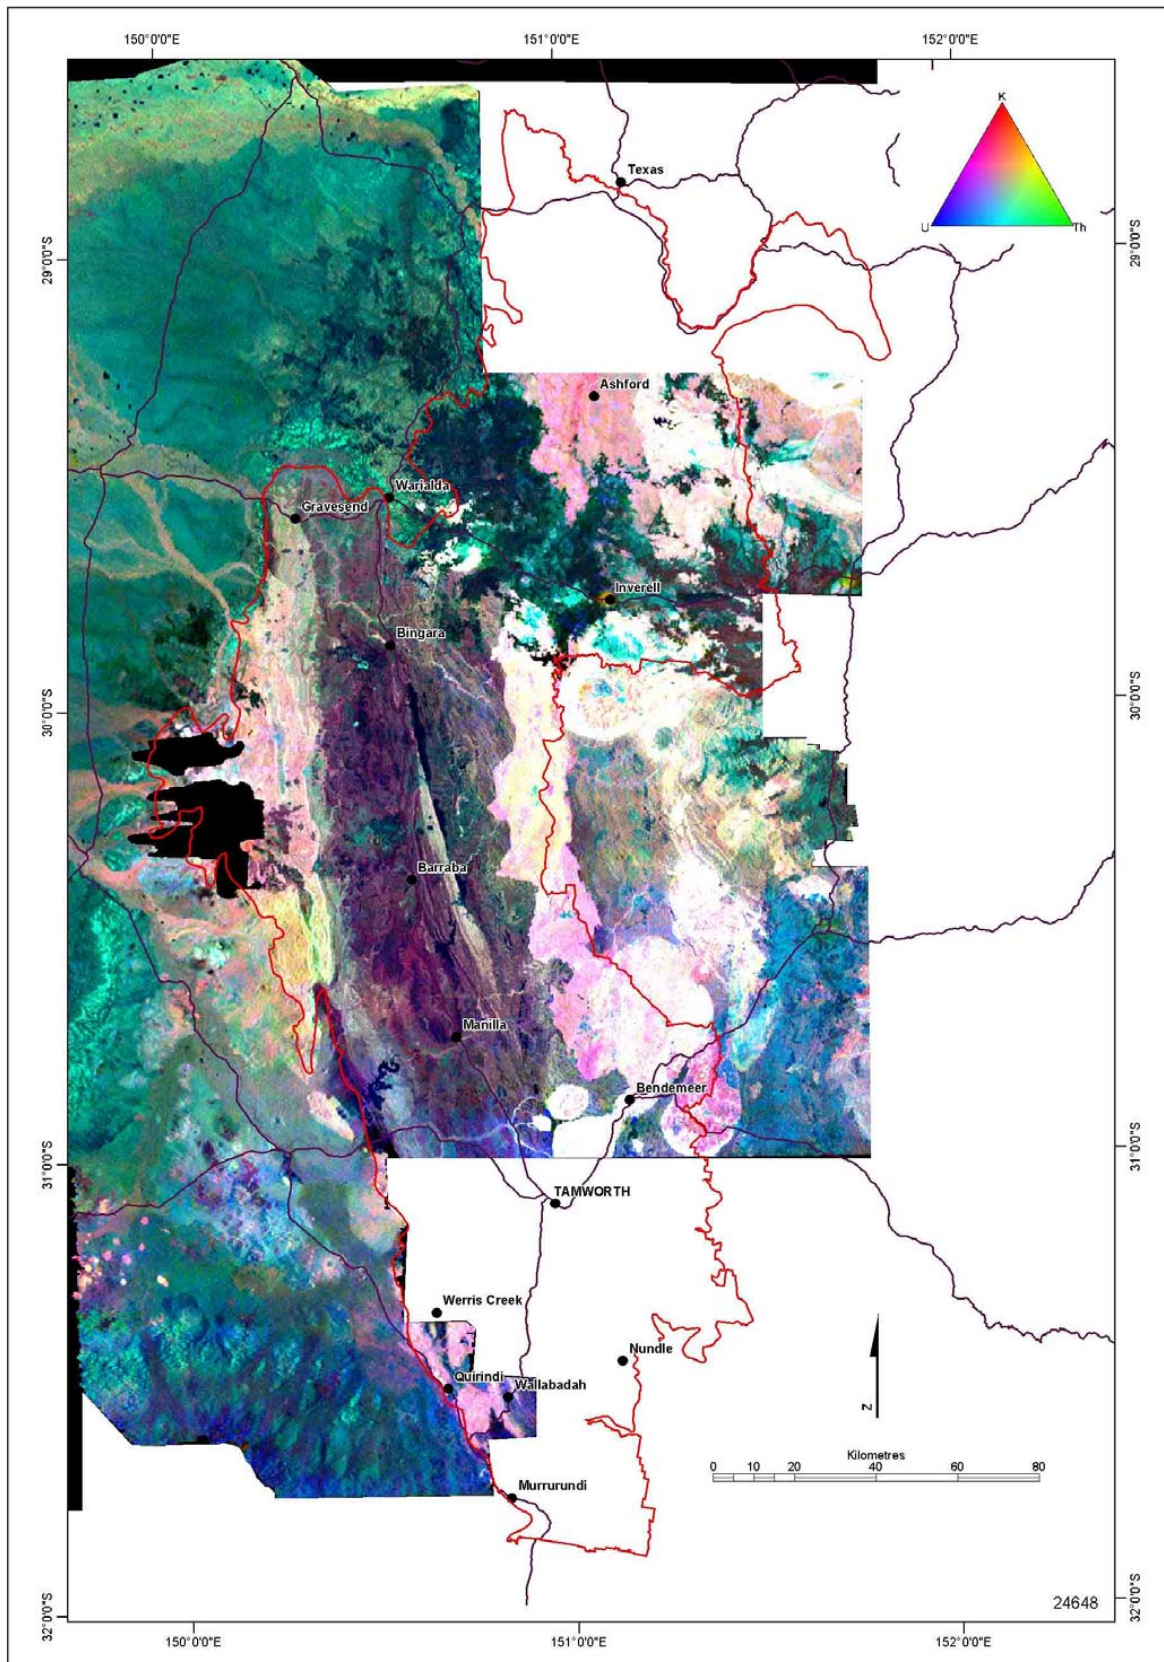 150°0'0"E
151°0'0"E
152°0'0"E
K
U
Th
Texas
29°0'0"S
29°0'0"S
Ashford
Warialda
Gravesend
Inverell
Bingara
30°0'0"S
30°0'0"S
Barraba
Manilla
Bendemeer
31°0'0"S
31°0'0"S
TAMWORTH
Werris Creek
Nundle
Quirindi
Wallabadah
N
Kilometres
0 10 20 40 60 80
Murrurundi
24648
32°0'0"S
32°0'0"S
150°0'0"E
151°0'0"E
152°0'0"E